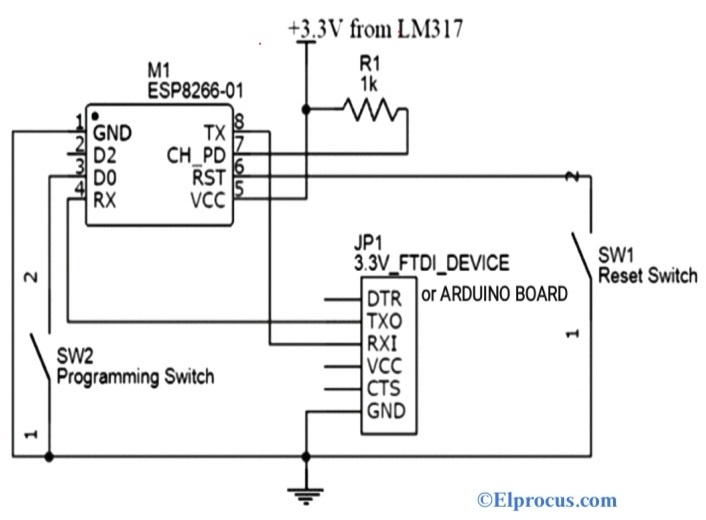 +3.3V from LM317
R1
1k
M1
ESP8266-01
1 GND TX 8
2 D2 CH_PD 7
3 D0 RST 6
4 RX VCC 5
2
JP1
3.3V_FTDI_DEVICE
or ARDUINO BOARD
DTR
TXO
RXI
VCC
CTS
GND
SW1
Reset Switch
1
2
SW2
Programming Switch
1
©Elprocus.com